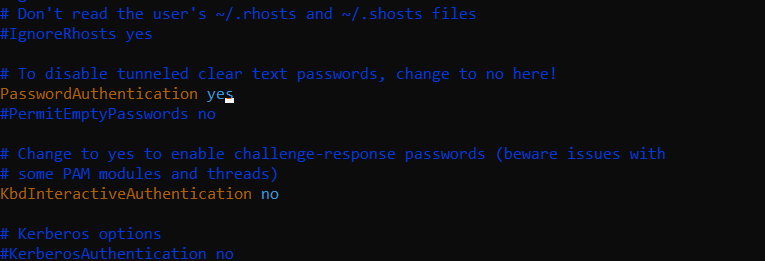 # Don't read the user's ~/.rhosts and ~/.shosts files
#IgnoreRhosts yes
# To disable tunneled clear text passwords, change to no here!
PasswordAuthentication yes
#PermitEmptyPasswords no
# Change to yes to enable challenge-response passwords (beware issues with
# some PAM modules and threads)
KbdInteractiveAuthentication no
# Kerberos options
#KerberosAuthentication no